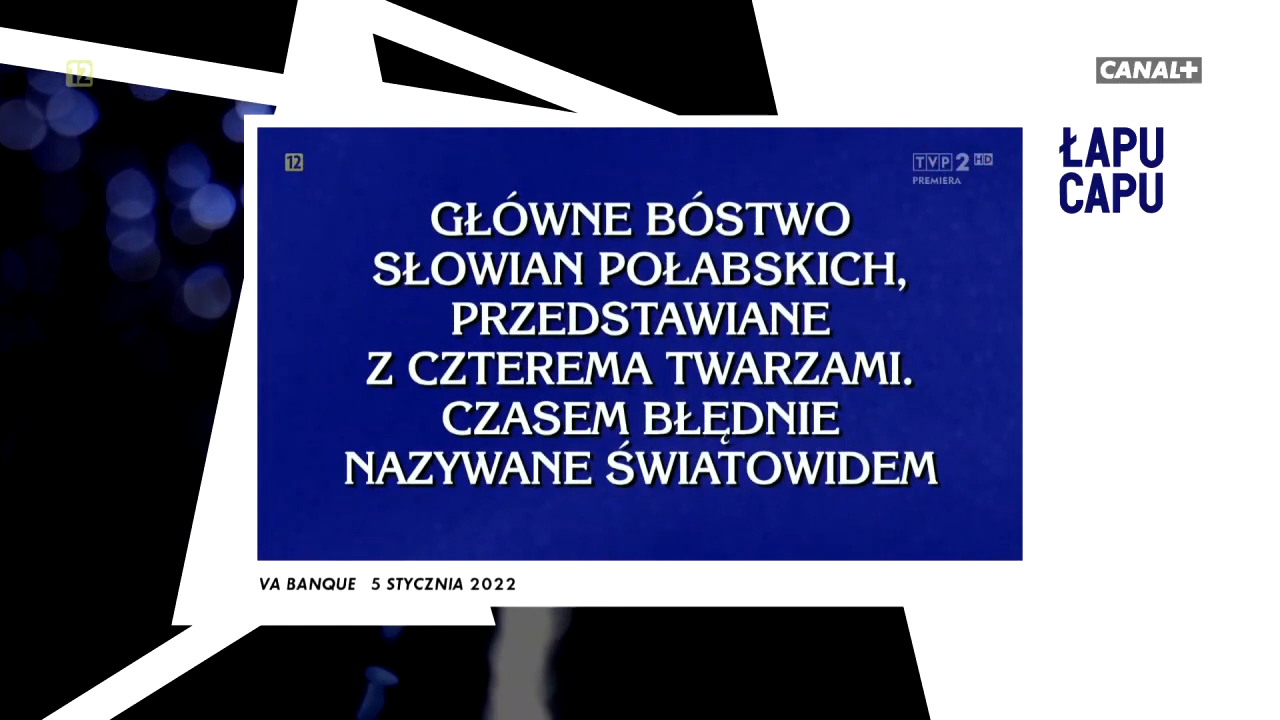 12
CANAL+
ŁAPU
CAPU
12
TVP2 HD
PREMIERA
GŁÓWNE BÓSTWO
SŁOWIAN POŁABSKICH,
PRZEDSTAWIANE
Z CZTEREMA TWARZAMI.
CZASEM BŁĘDNIE
NAZYWANE ŚWIATOWIDEM
VA BANQUE 5 STYCZNIA 2022